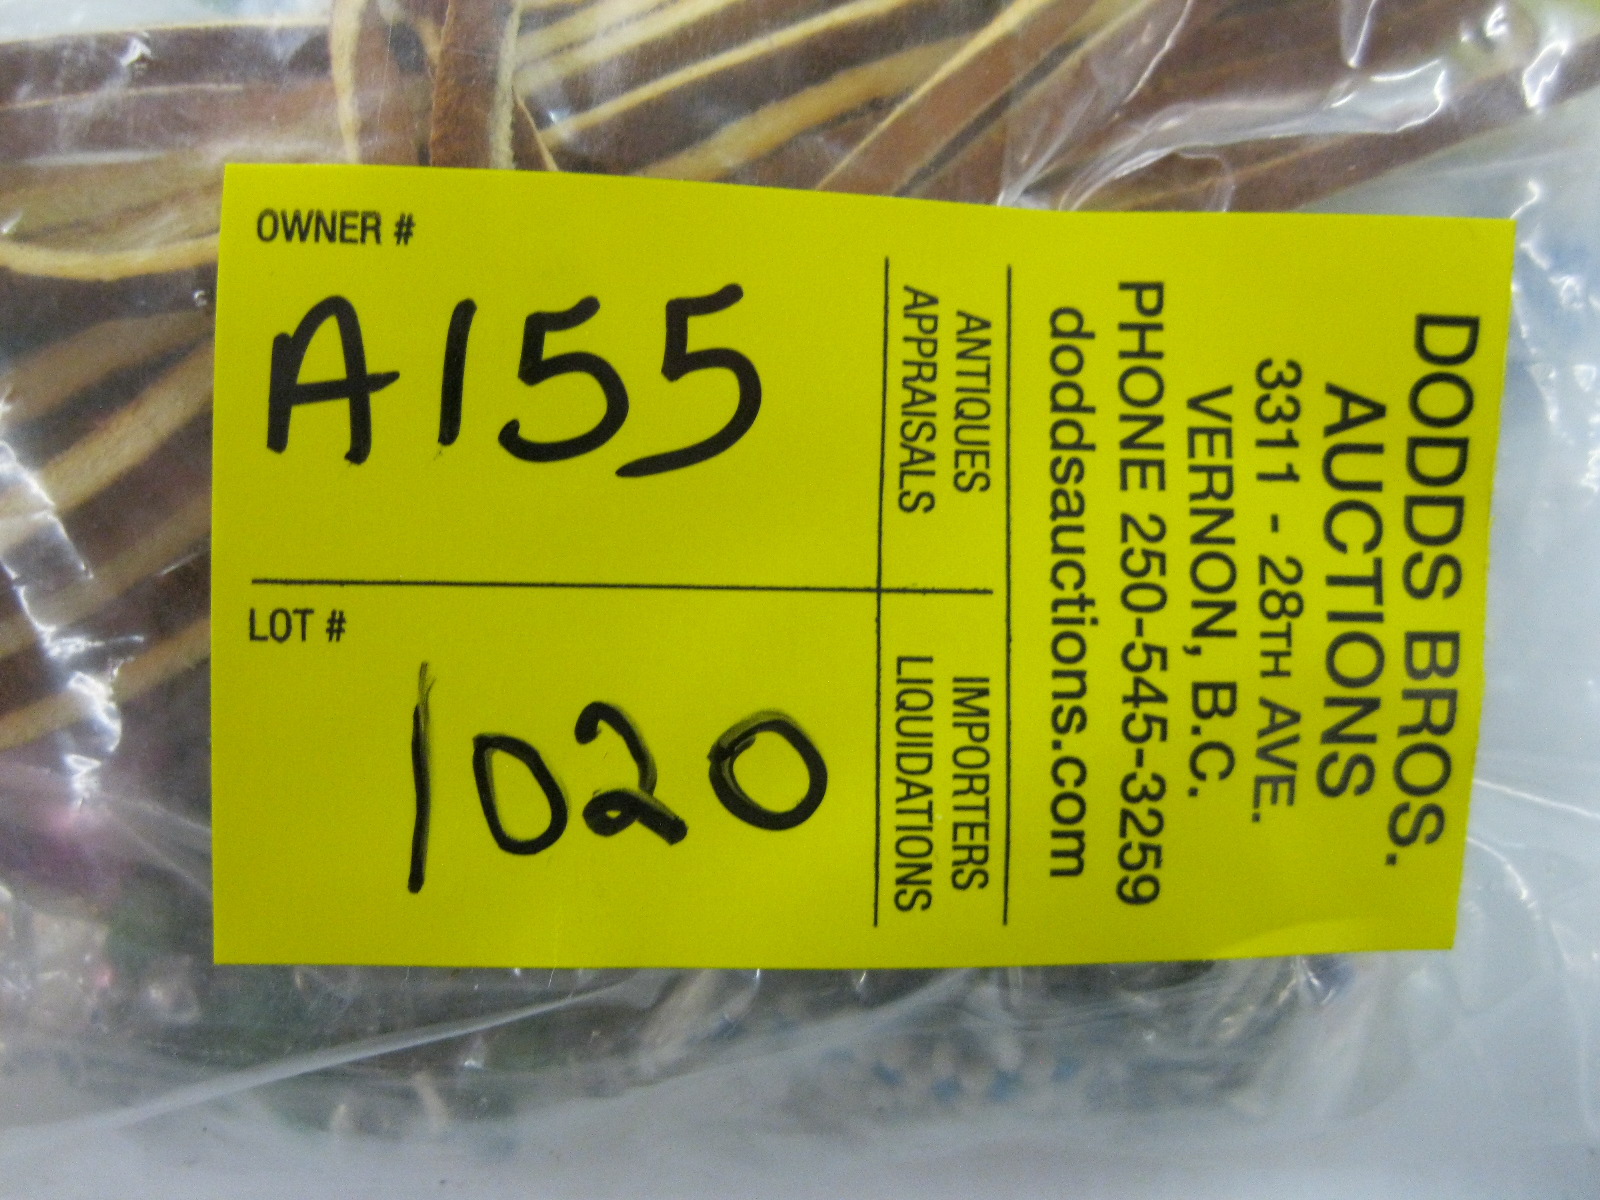 OWNER #
A155
LOT #
1020
DODDS BROS.
AUCTIONS
3311 - 28TH AVE.
VERNON, B.C.
PHONE 250-545-3259
doddsauctions.com
ANTIQUES
APPRAISALS
IMPORTERS
LIQUIDATIONS